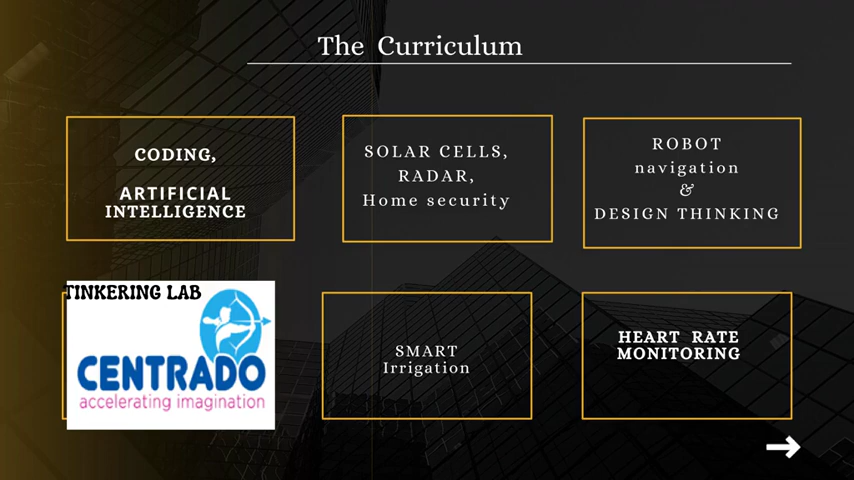 The Curriculum
CODING,
ARTIFICIAL
INTELLIGENCE
SOLAR CELLS,
RADAR,
Home security
ROBOT
navigation
&
DESIGN THINKING
TINKERING LAB
CENTRADO
accelerating imagination
SMART
Irrigation
HEART RATE
MONITORING